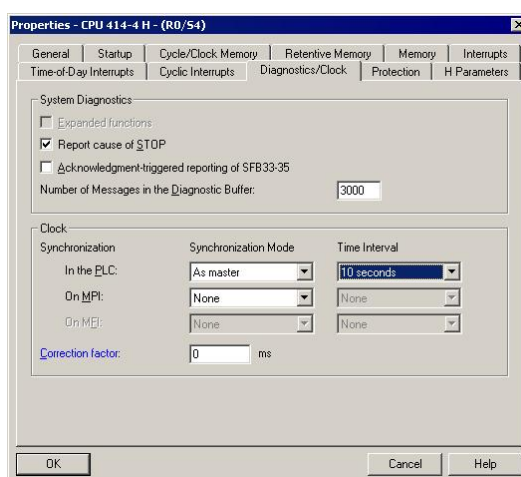 Properties - CPU 414-4 H - (R0/S4)
General Startup Cycle/Clock Memory Retentive Memory Memory Interrupts
Time-of-Day Interrupts Cyclic Interrupts Diagnostics/Clock Protection H Parameters
System Diagnostics
Expanded functions
Report cause of STOP
Acknowledgment-triggered reporting of SFB33-35
Number of Messages in the Diagnostic Buffer: 3000
Clock
Synchronization Synchronization Mode Time Interval
In the PLC: As master 10 seconds
On MPI: None None
On MFI: None None
Correction factor: 0 ms
OK Cancel Help